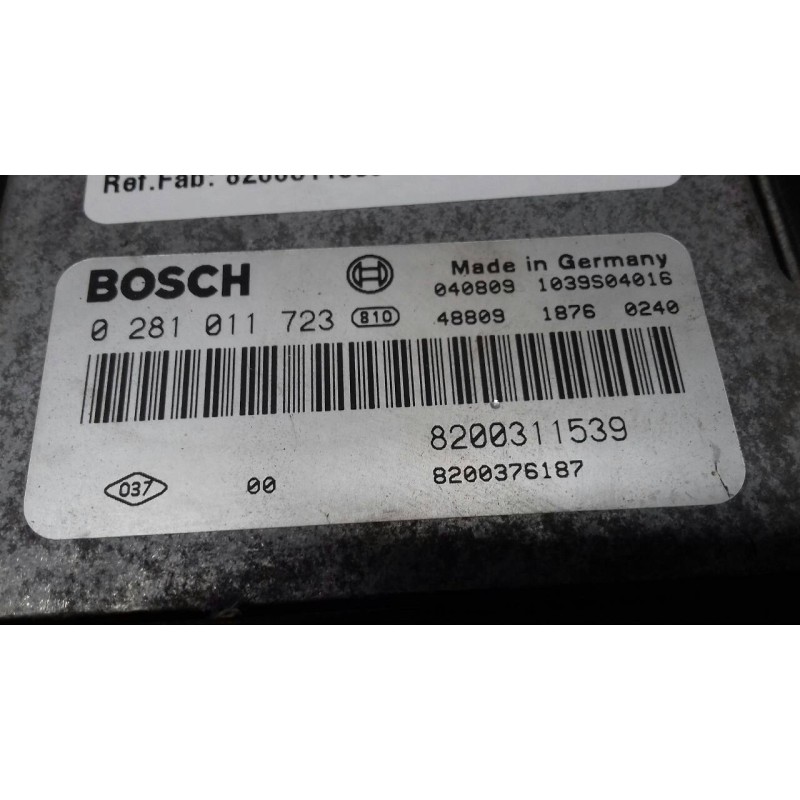 Ref.Fab:
BOSCH Made in Germany
040809 1039S04016
0 281 011 723 810 48809 1876 0240
8200311539
037 00 8200376187